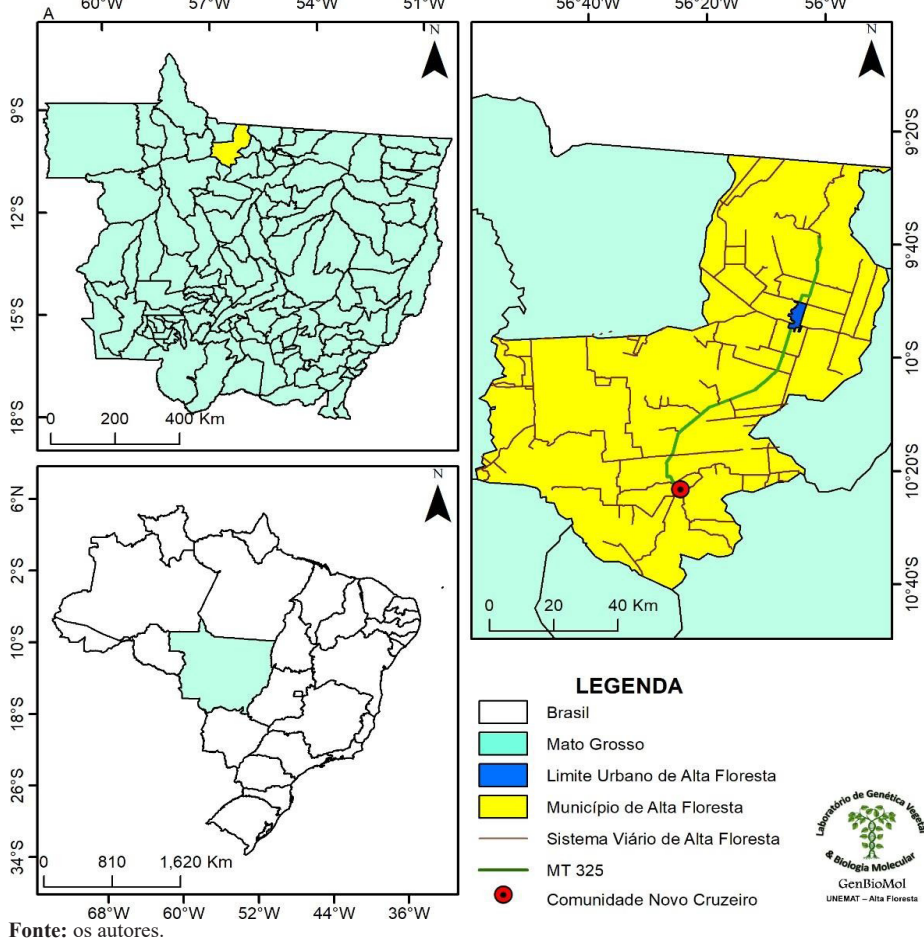 A
60°W 57°W 54°W 51°W
N
9°S
12°S
15°S
18°S
0 200 400 Km
56°40'W 56°20'W 56°W
N
9°20'S
9°40'S
10°S
10°20'S
10°40'S
0 20 40 Km
N
6°N
2°S
10°S
18°S
26°S
34°S
0 810 1,620 Km
68°W 60°W 52°W 44°W 36°W
LEGENDA
Brasil
Mato Grosso
Limite Urbano de Alta Floresta
Município de Alta Floresta
Sistema Viário de Alta Floresta
MT 325
Comunidade Novo Cruzeiro
Laboratório de Genética Vegetal
& Biologia Molecular
GenBioMol
UNEMAT – Alta Floresta
Fonte: os autores.